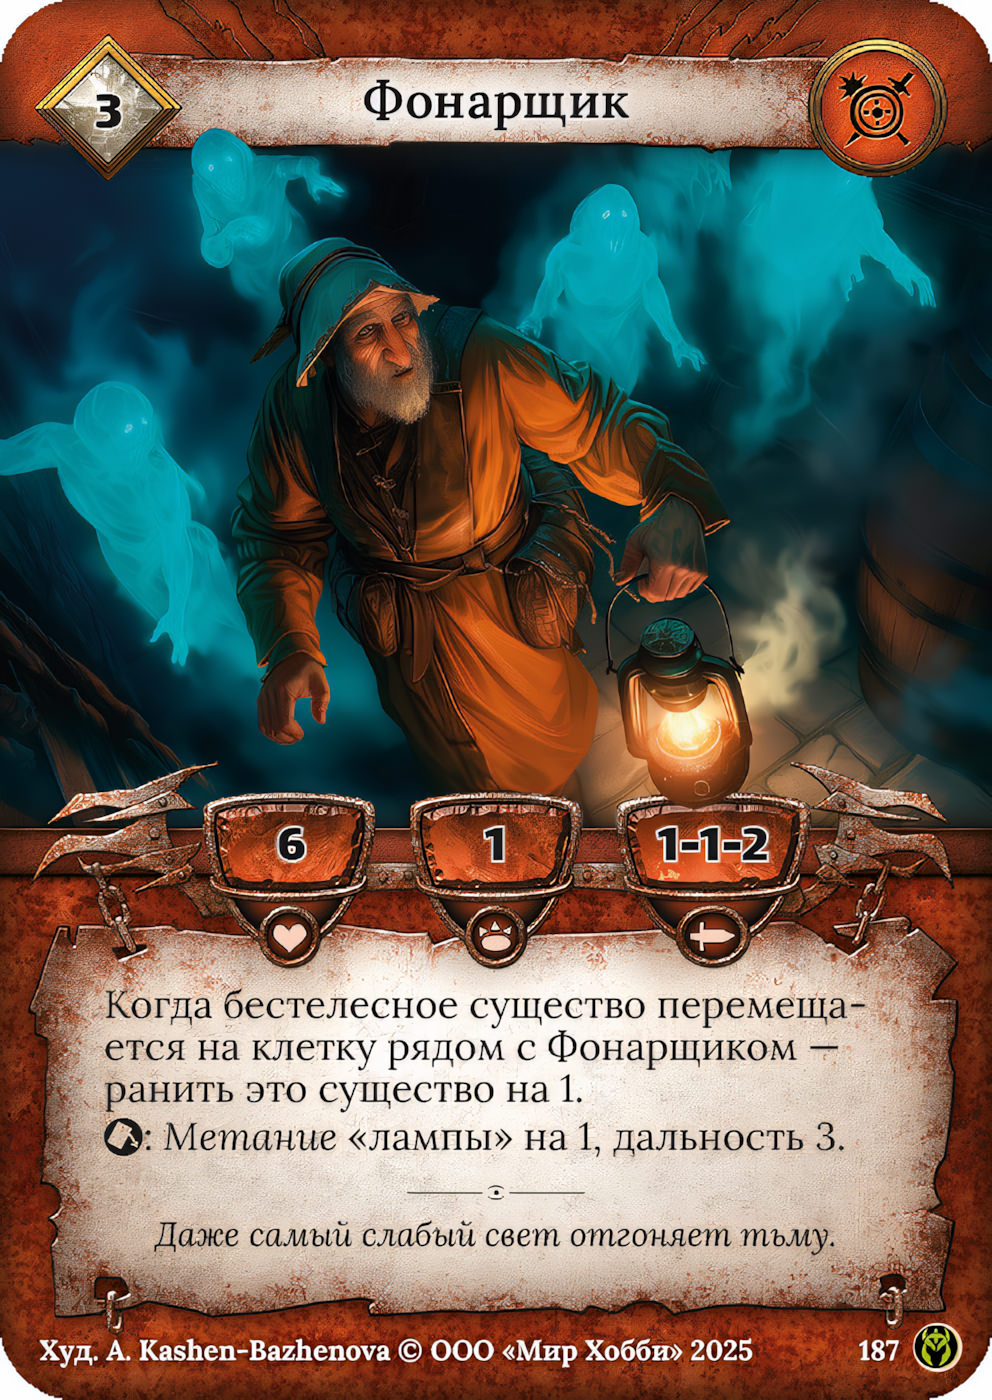 3
Фонарщик
6
1
1-1-2
Когда бестелесное существо перемеща-
ется на клетку рядом с Фонарщиком —
ранить это существо на 1.
: Метание «лампы» на 1, дальность 3.
Даже самый слабый свет отгоняет тьму.
Худ. A. Kashen-Bazhenova © ООО «Мир Хобби» 2025
187